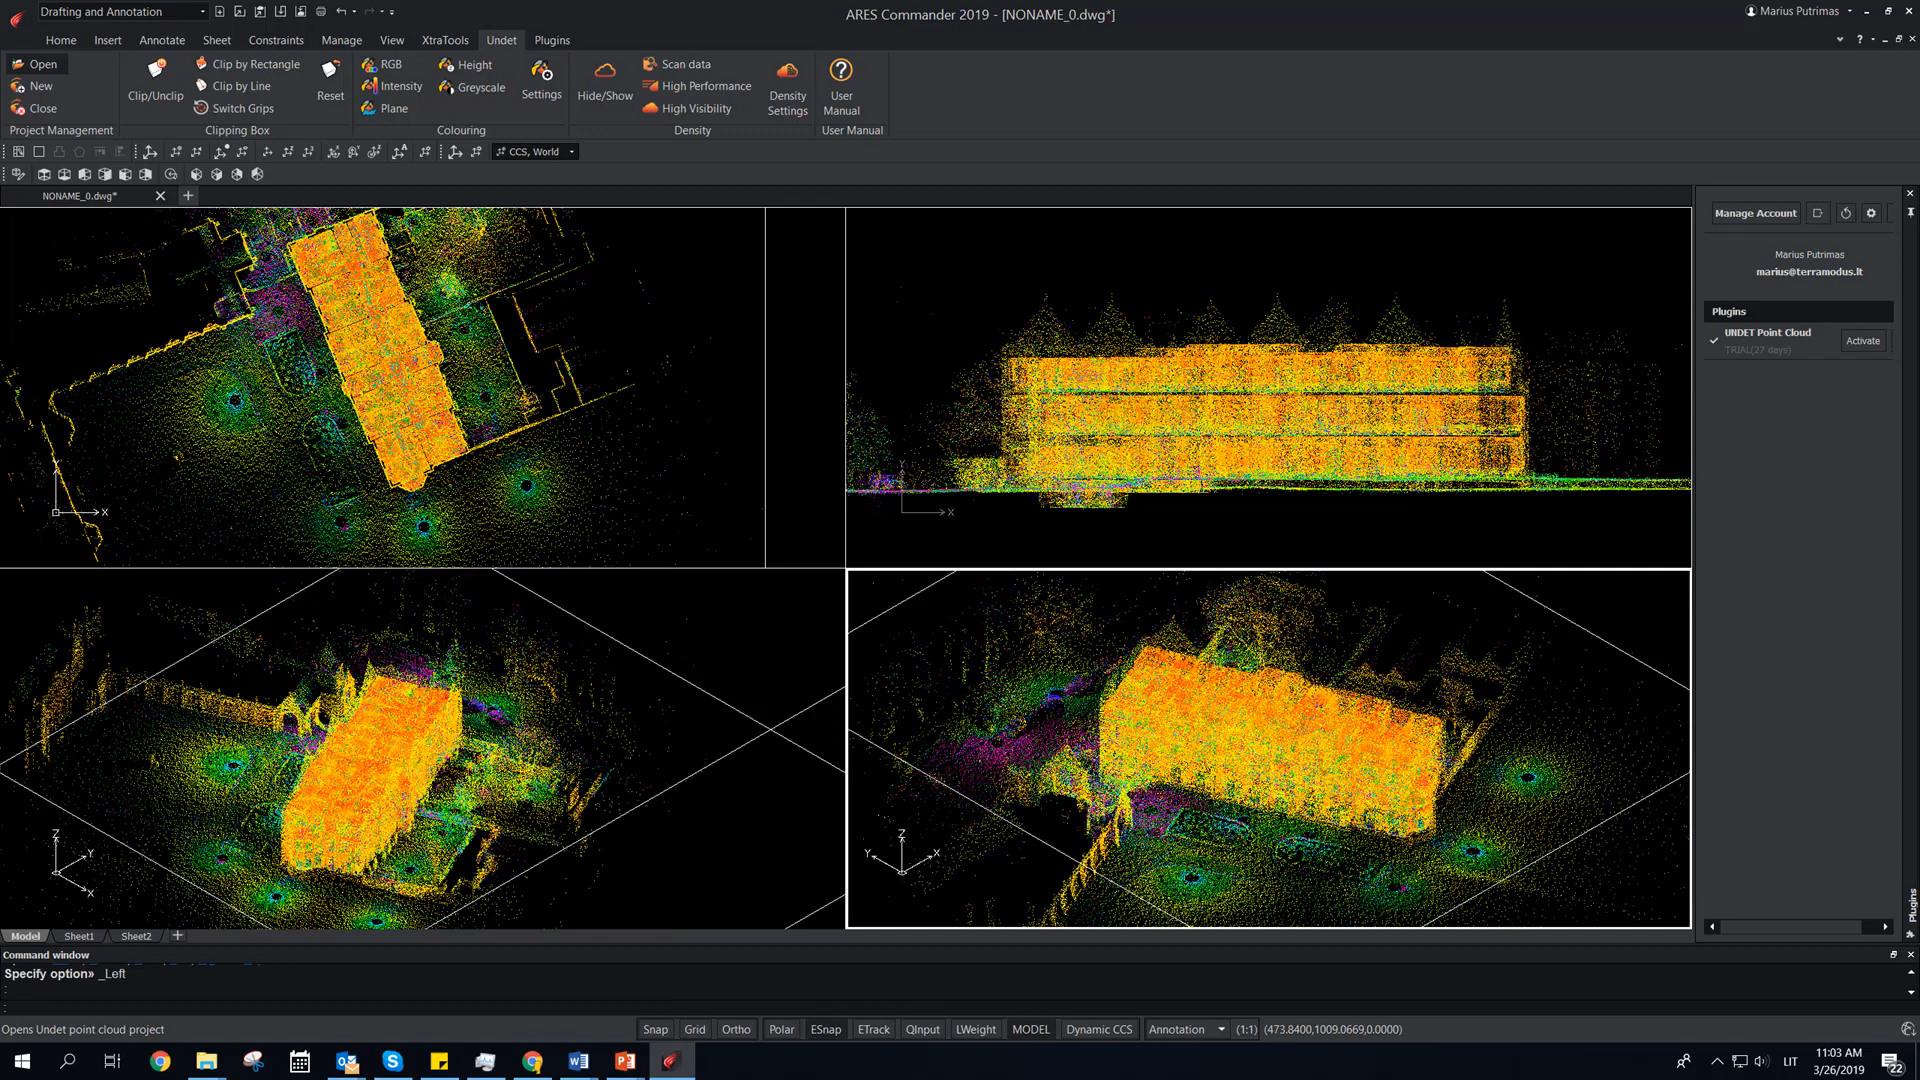 Drafting and Annotation
ARES Commander 2019 - [NONAME_0.dwg*]
Marius Putrimas
Home Insert Annotate Sheet Constraints Manage View XtraTools Undet Plugins
Open
New
Close
Project Management
Clip/Unclip
Clip by Rectangle
Clip by Line
Switch Grips
Reset
Clipping Box
RGB
Intensity
Plane
Height
Greyscale
Settings
Colouring
Hide/Show
Scan data
High Performance
High Visibility
Density
Settings
Density
User
Manual
User Manual
CCS, World
NONAME_0.dwg*
Manage Account
Marius Putrimas
marius@terramodus.lt
Plugins
UNDET Point Cloud
TRIAL(27 days)
Activate
Plugins
Y
X
Y
X
Z
Y
X
Z
Y
X
Model Sheet1 Sheet2
Command window
Specify option» _Left
:
:
Opens Undet point cloud project
Snap Grid Ortho Polar ESnap ETrack QInput LWeight MODEL Dynamic CCS Annotation (1:1) (473.8400,1009.0669,0.0000)
LIT
11:03 AM
3/26/2019
22